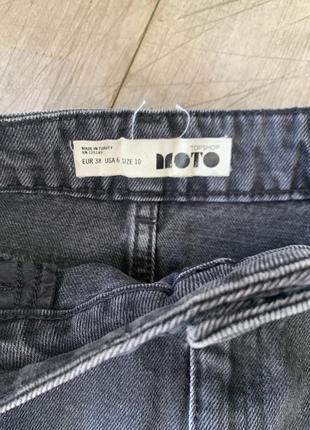 MADE IN TURKEY
EUR 38 USA 6 SIZE 10
TOPSHOP
MOTO